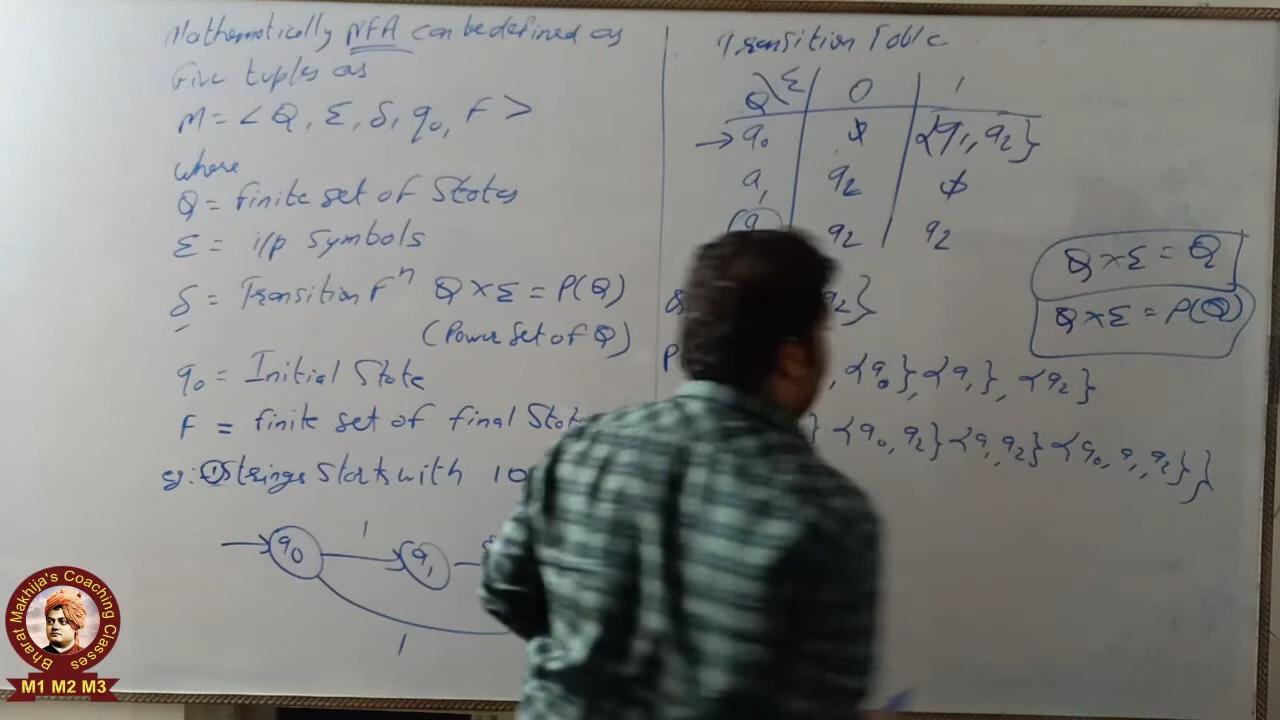 Mathematically NFA can be defined as
Five tuples as
M = < Q, Σ, δ, q0, F >
where
Q = finite set of States
Σ = i/p Symbols
δ = Transition Fⁿ Q × Σ = P(Q)
(Power Set of Q)
q0 = Initial State
F = finite set of final
eg: ① Strings Starts with 10
q0 1 q1
1
Transition Table
Q \ Σ | 0 | 1
→ q0 | ϕ | {q1, q2}
q1 | q2 | ϕ
q2 | q2
q2}
, {q0}, {q1}, {q2}
} {q0, q2} {q1, q2} {q0, q1, q2} }
Q × Σ = Q
Q × Σ = P(Q)
Bharat Makhija's Coaching Classes
M1 M2 M3